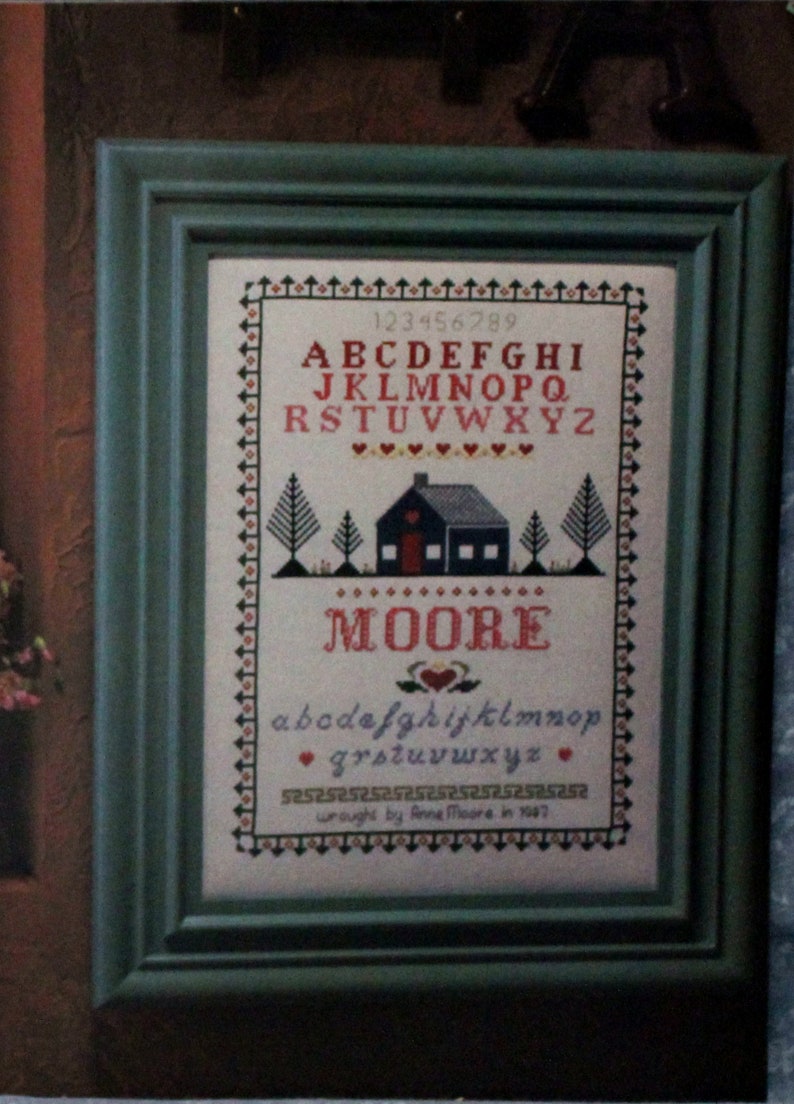 123456789
ABCDEFGHI
JKLMNOPQ
RSTUVWXYZ
MOORE
abcdefghijklmnop
qrstuvwxyz
wrought by Anne Moore in 1987